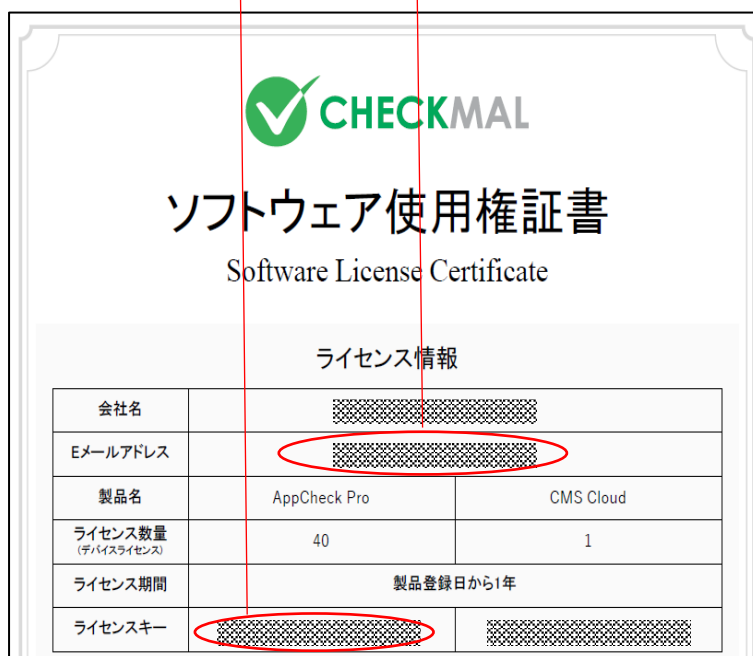 CHECKMAL
ソフトウェア使用権証書
Software License Certificate
ライセンス情報
会社名
Eメールアドレス
製品名 AppCheck Pro CMS Cloud
ライセンス数量 40 1
(デバイスライセンス)
ライセンス期間 製品登録日から1年
ライセンスキー